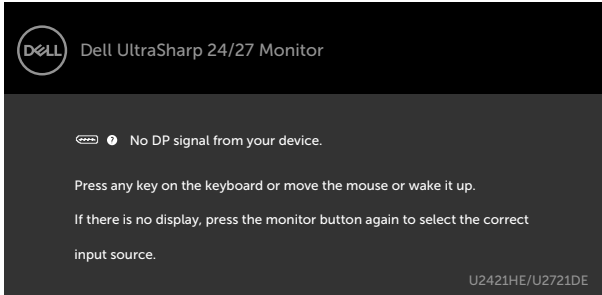 DELL
Dell UltraSharp 24/27 Monitor
? No DP signal from your device.
Press any key on the keyboard or move the mouse or wake it up.
If there is no display, press the monitor button again to select the correct
input source.
U2421HE/U2721DE